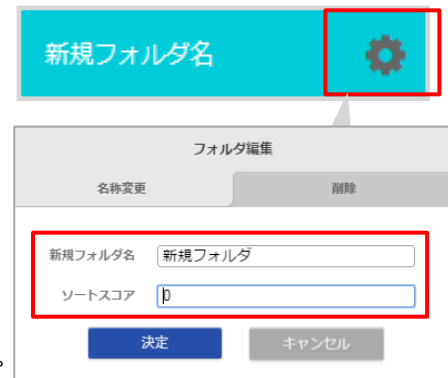 新規フォルダ名
フォルダ編集
名称変更 削除
新規フォルダ名 新規フォルダ
ソートスコア 0
決定 キャンセル
。